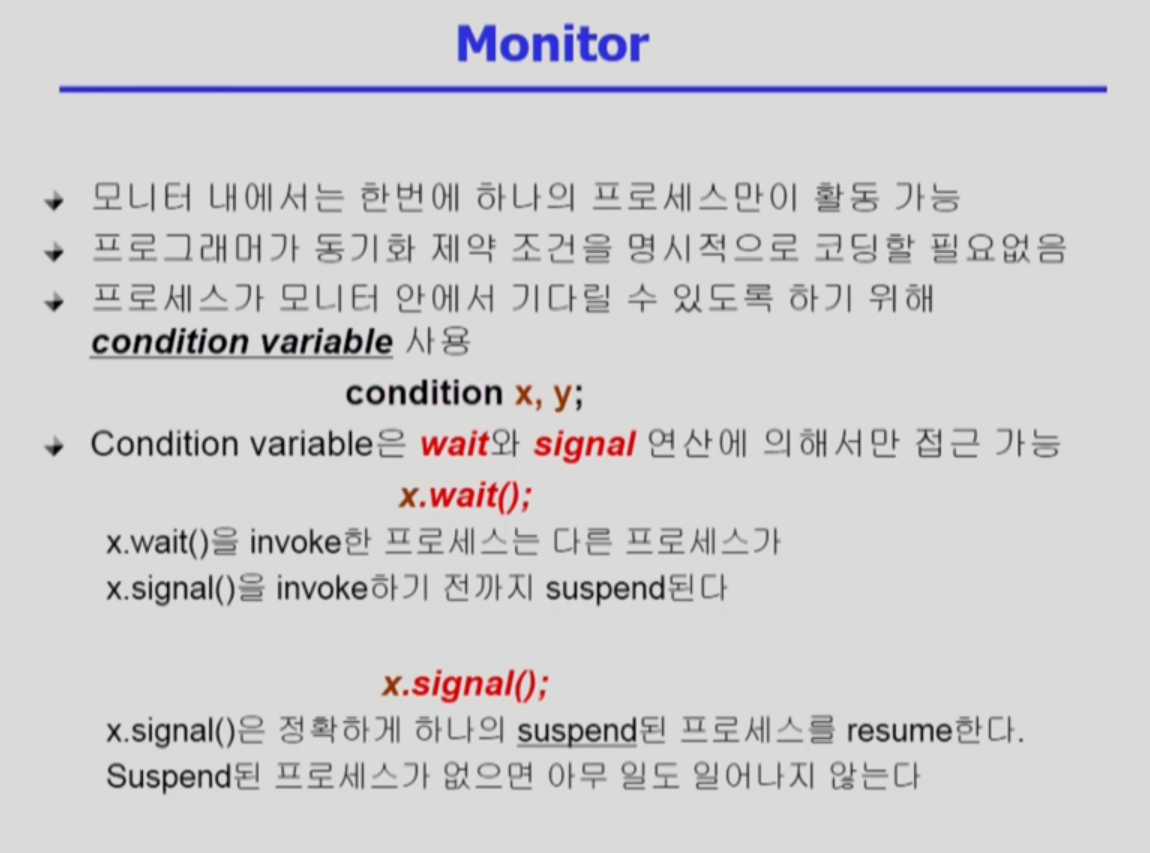 Monitor
모니터 내에서는 한번에 하나의 프로세스만이 활동 가능
프로그래머가 동기화 제약 조건을 명시적으로 코딩할 필요없음
프로세스가 모니터 안에서 기다릴 수 있도록 하기 위해
condition variable 사용
condition x, y;
Condition variable은 wait와 signal 연산에 의해서만 접근 가능
x.wait();
x.wait()을 invoke한 프로세스는 다른 프로세스가
x.signal()을 invoke하기 전까지 suspend된다
x.signal();
x.signal()은 정확하게 하나의 suspend된 프로세스를 resume한다.
Suspend된 프로세스가 없으면 아무 일도 일어나지 않는다